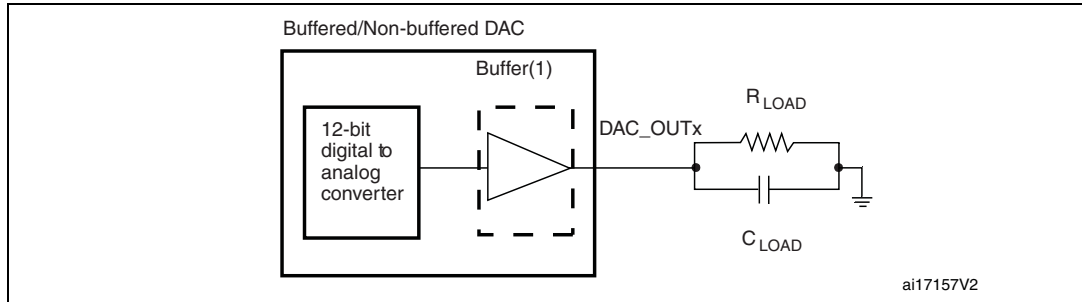 Buffered/Non-buffered DAC
Buffer(1)
12-bit
digital to
analog
converter
DAC_OUTx
R LOAD
C LOAD
ai17157V2